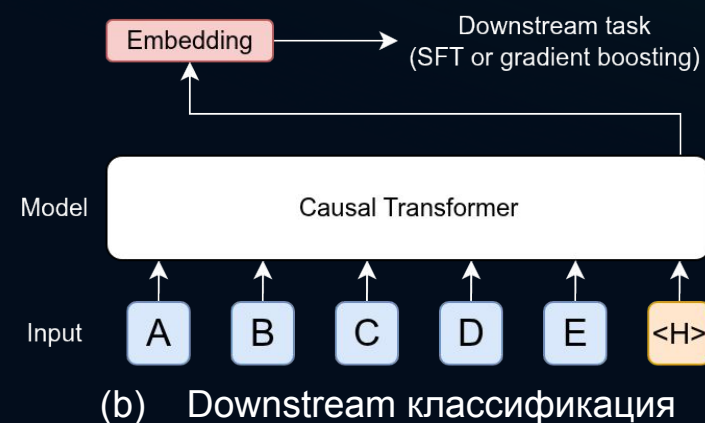 Embedding
Downstream task
(SFT or gradient boosting)
Model
Causal Transformer
Input
A
B
C
D
E
<H>
(b) Downstream классификация